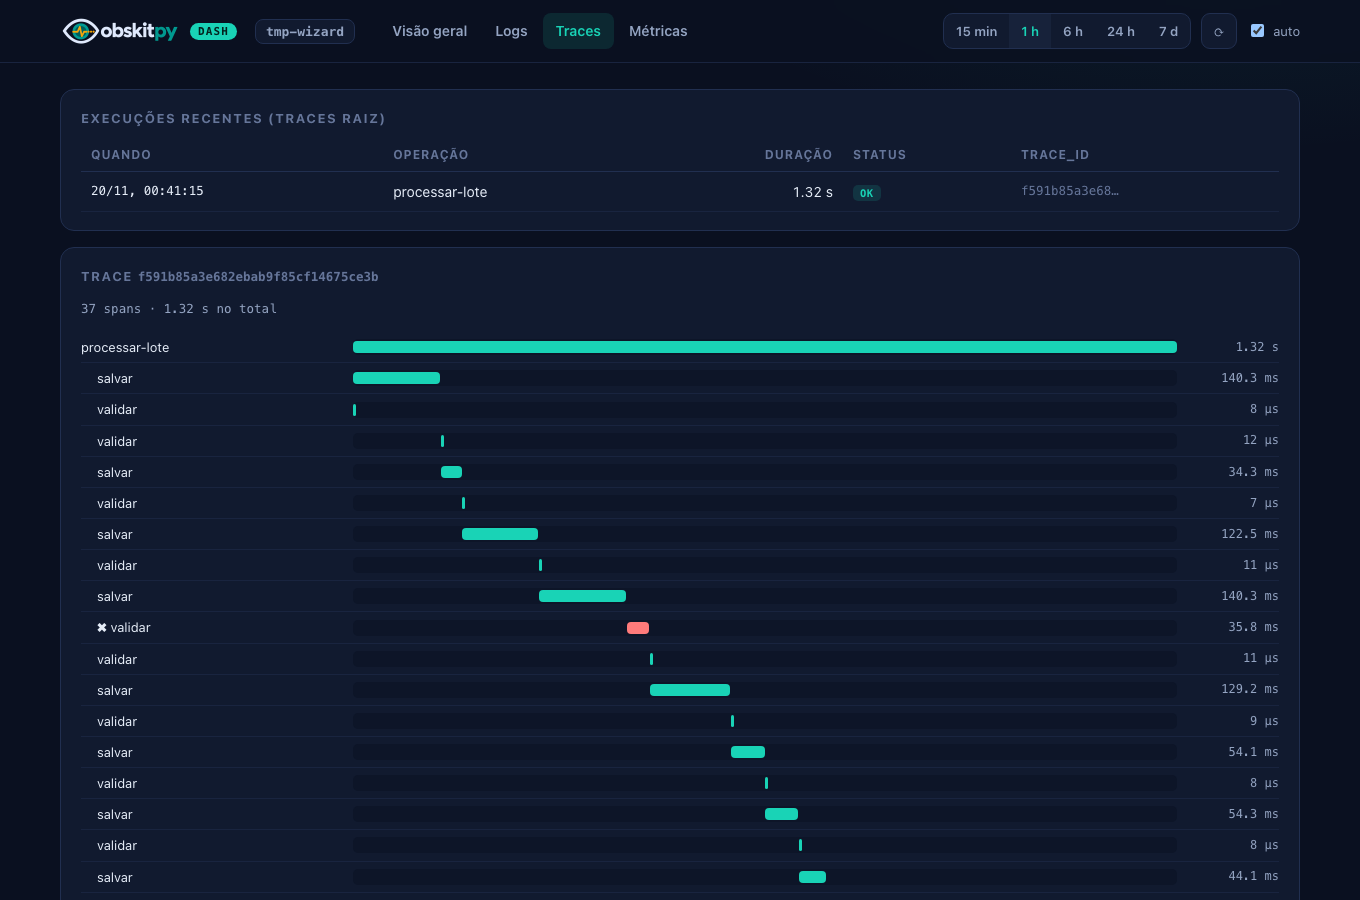 obskitpy DASH tmp-wizard Visão geral Logs Traces Métricas 15 min 1 h 6 h 24 h 7 d ⟳ auto
EXECUÇÕES RECENTES (TRACES RAIZ)
QUANDO OPERAÇÃO DURAÇÃO STATUS TRACE_ID
20/11, 00:41:15 processar-lote 1.32 s OK f591b85a3e68…
TRACE f591b85a3e682ebab9f85cf14675ce3b
37 spans · 1.32 s no total
processar-lote 1.32 s
salvar 140.3 ms
validar 8 µs
validar 12 µs
salvar 34.3 ms
validar 7 µs
salvar 122.5 ms
validar 11 µs
salvar 140.3 ms
✖ validar 35.8 ms
validar 11 µs
salvar 129.2 ms
validar 9 µs
salvar 54.1 ms
validar 8 µs
salvar 54.3 ms
validar 8 µs
salvar 44.1 ms